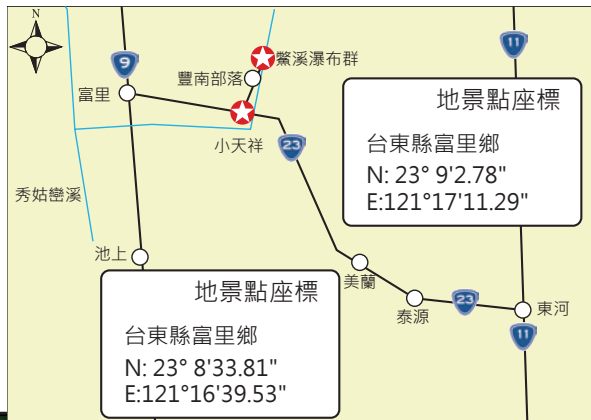 N
11
9
鱉溪瀑布群
豐南部落
富里
小天祥
23
地景點座標
台東縣富里鄉
N: 23° 9'2.78"
E:121°17'11.29"
秀姑巒溪
池上
美蘭
泰源
23
東河
11
地景點座標
台東縣富里鄉
N: 23° 8'33.81"
E:121°16'39.53"